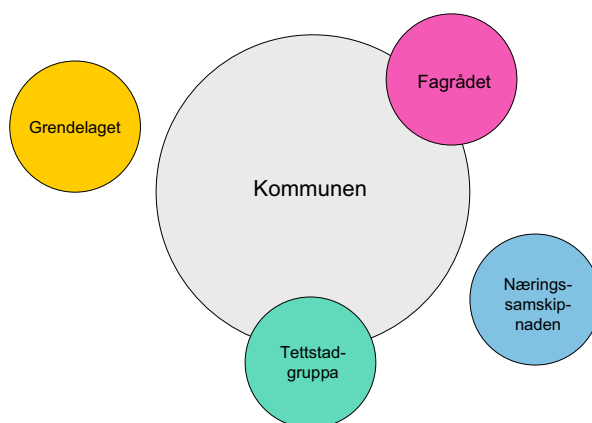 Fagrådet
Grendelaget
Kommunen
Nærings-
samskip-
naden
Tettstad-
gruppa